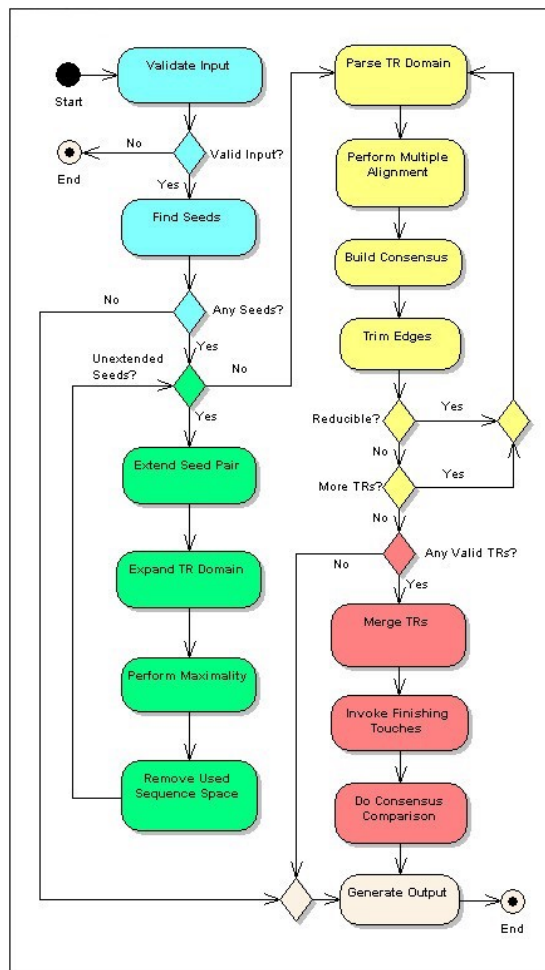 Validate Input
Start
No
Valid Input?
End
Yes
Find Seeds
No
Any Seeds?
Yes
Unextended
Seeds?
No
Yes
Extend Seed Pair
Expand TR Domain
Perform Maximality
Remove Used
Sequence Space
Parse TR Domain
Perform Multiple
Alignment
Build Consensus
Trim Edges
Reducible?
Yes
No
More TRs?
Yes
No
Any Valid TRs?
No
Yes
Merge TRs
Invoke Finishing
Touches
Do Consensus
Comparison
Generate Output
End